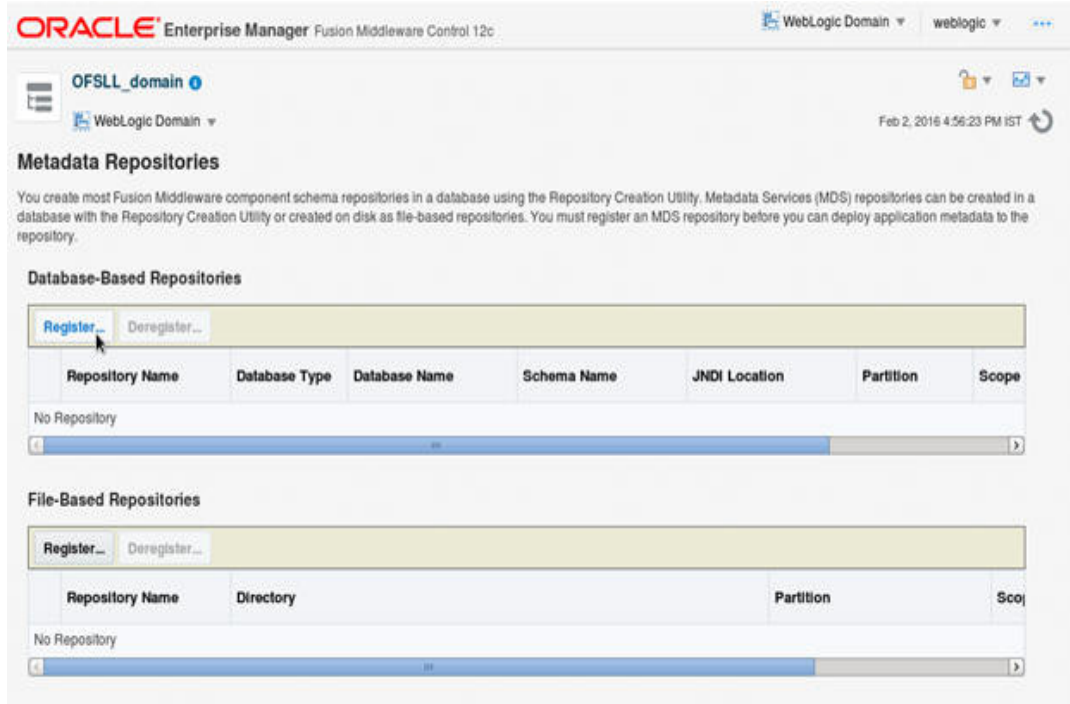 ORACLE Enterprise Manager Fusion Middleware Control 12c WebLogic Domain weblogic
OFSLL_domain
WebLogic Domain Feb 2, 2016 4:56:23 PM IST
Metadata Repositories
You create most Fusion Middleware component schema repositories in a database using the Repository Creation Utility. Metadata Services (MDS) repositories can be created in a
database with the Repository Creation Utility or created on disk as file-based repositories. You must register an MDS repository before you can deploy application metadata to the
repository.
Database-Based Repositories
Register... Deregister...
Repository Name Database Type Database Name Schema Name JNDI Location Partition Scope
No Repository
File-Based Repositories
Register... Deregister...
Repository Name Directory Partition Scop
No Repository